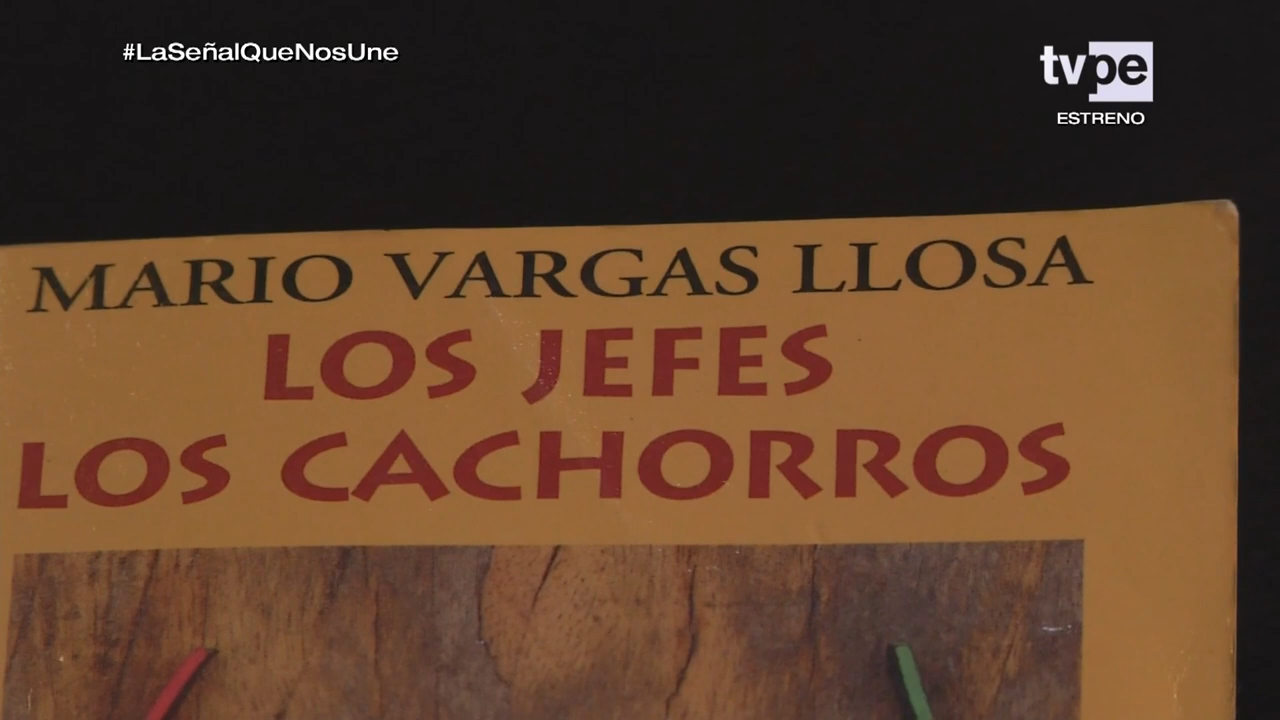 #LaSeñalQueNosUne
tvpe
ESTRENO
MARIO VARGAS LLOSA
LOS JEFES
LOS CACHORROS